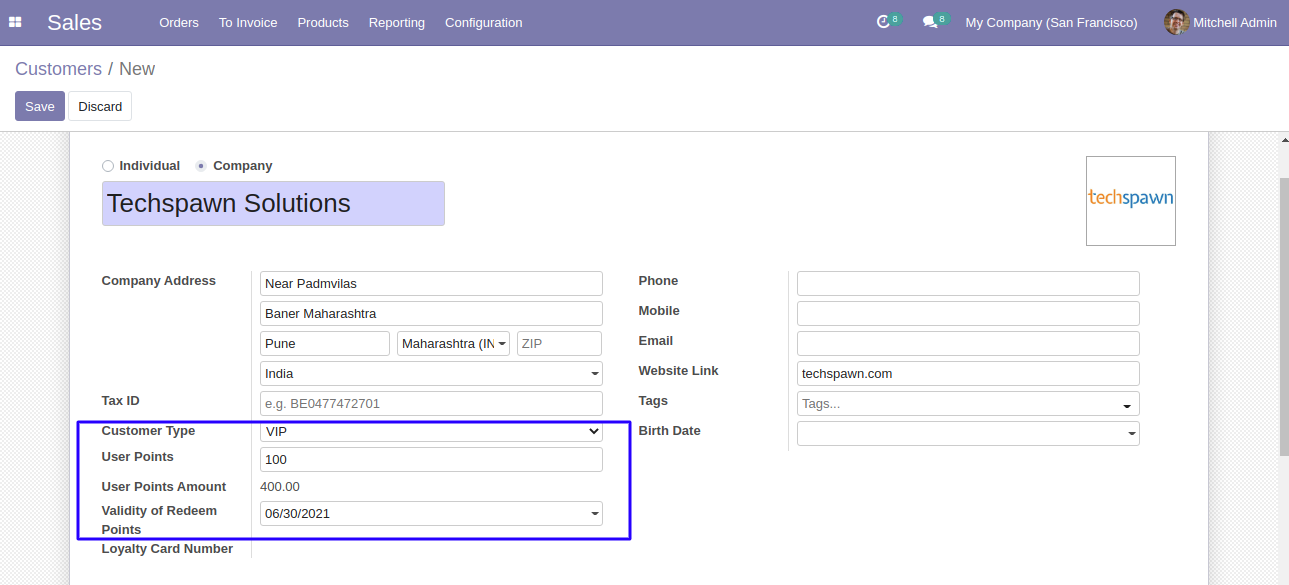 Sales Orders To Invoice Products Reporting Configuration 8 8 My Company (San Francisco) Mitchell Admin
Customers / New
Save Discard
Individual Company
Techspawn Solutions
techspawn
Company Address Near Padmvilas Phone
Baner Maharashtra Mobile
Pune Maharashtra (IN ZIP Email
India Website Link techspawn.com
Tax ID e.g. BE0477472701 Tags Tags...
Customer Type VIP Birth Date
User Points 100
User Points Amount 400.00
Validity of Redeem 06/30/2021
Points
Loyalty Card Number